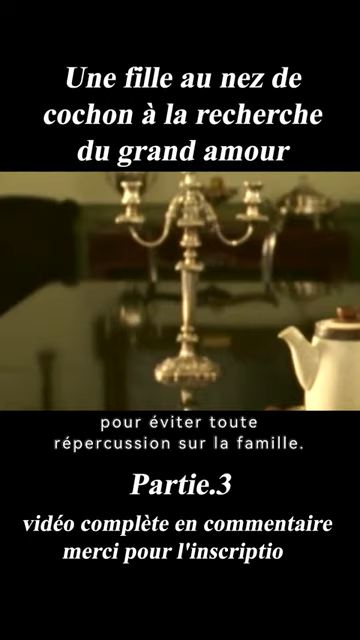 Une fille au nez de
cochon à la recherche
du grand amour
pour éviter toute
répercussion sur la famille.
Partie.3
vidéo complète en commentaire
merci pour l'inscriptio